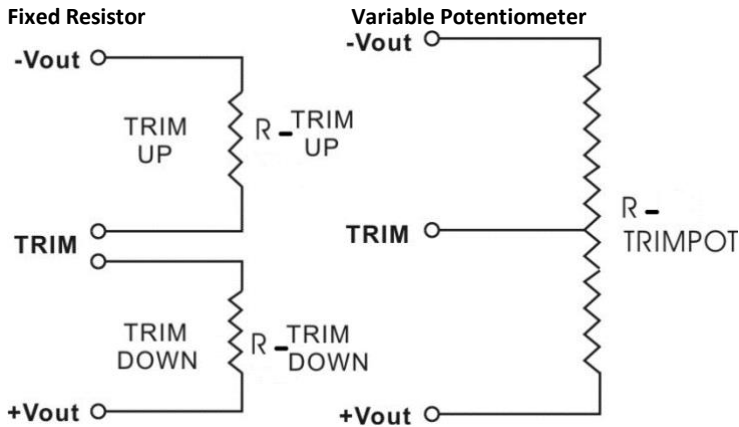 Fixed Resistor
-Vout
TRIM
UP
R -TRIM
UP
TRIM
TRIM
DOWN
R -TRIM
DOWN
+Vout
Variable Potentiometer
-Vout
TRIM
R -
TRIMPOT
+Vout